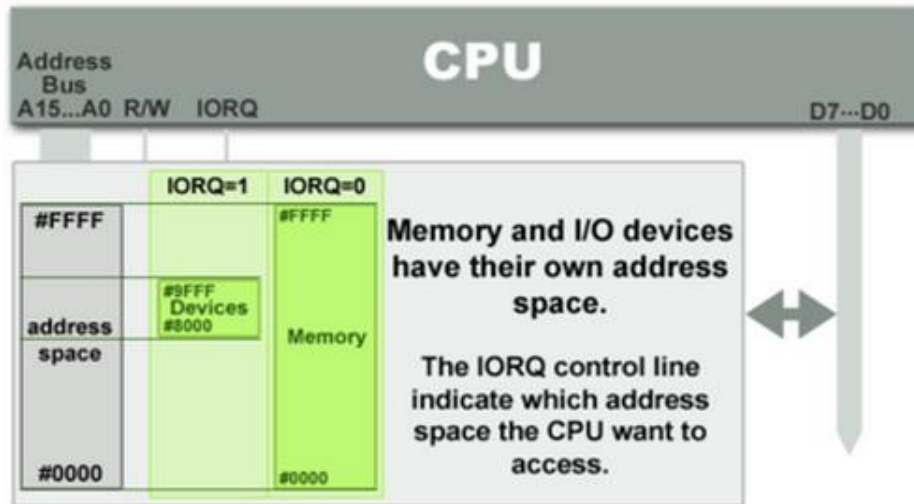 CPU
Address
Bus
A15...A0 R/W IORQ
D7...D0
IORQ=1 IORQ=0
#FFFF
#FFFF
Memory and I/O devices
have their own address
space.
#9FFF
Devices
#8000
address
space
Memory
The IORQ control line
indicate which address
space the CPU want to
access.
#0000
#0000